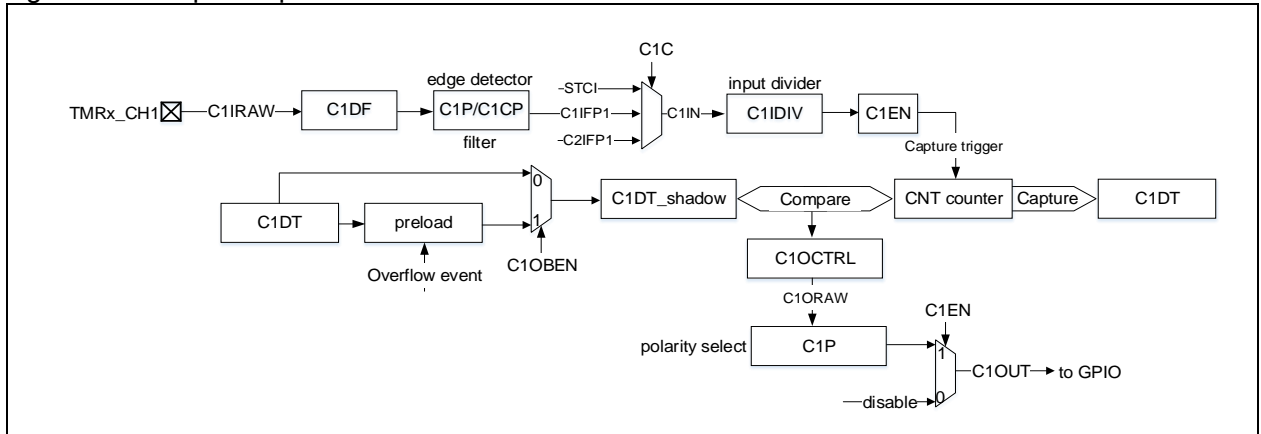 C1C
edge detector
input divider
-STCI
TMRx_CH1
C1IRAW
C1DF
C1P/C1CP
C1IFP1
C1IN
C1IDIV
C1EN
filter
-C2IFP1
Capture trigger
0
C1DT_shadow
Compare
CNT counter
Capture
C1DT
C1DT
preload
1
C1OBEN
C1OCTRL
Overflow event
C1ORAW
C1EN
polarity select
C1P
1
C1OUT
to GPIO
disable
0